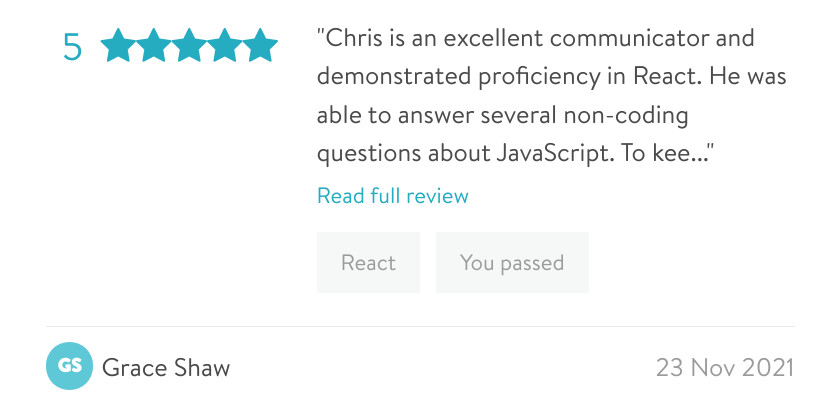 5
"Chris is an excellent communicator and
demonstrated proficiency in React. He was
able to answer several non-coding
questions about JavaScript. To kee..."
Read full review
React
You passed
GS
Grace Shaw
23 Nov 2021